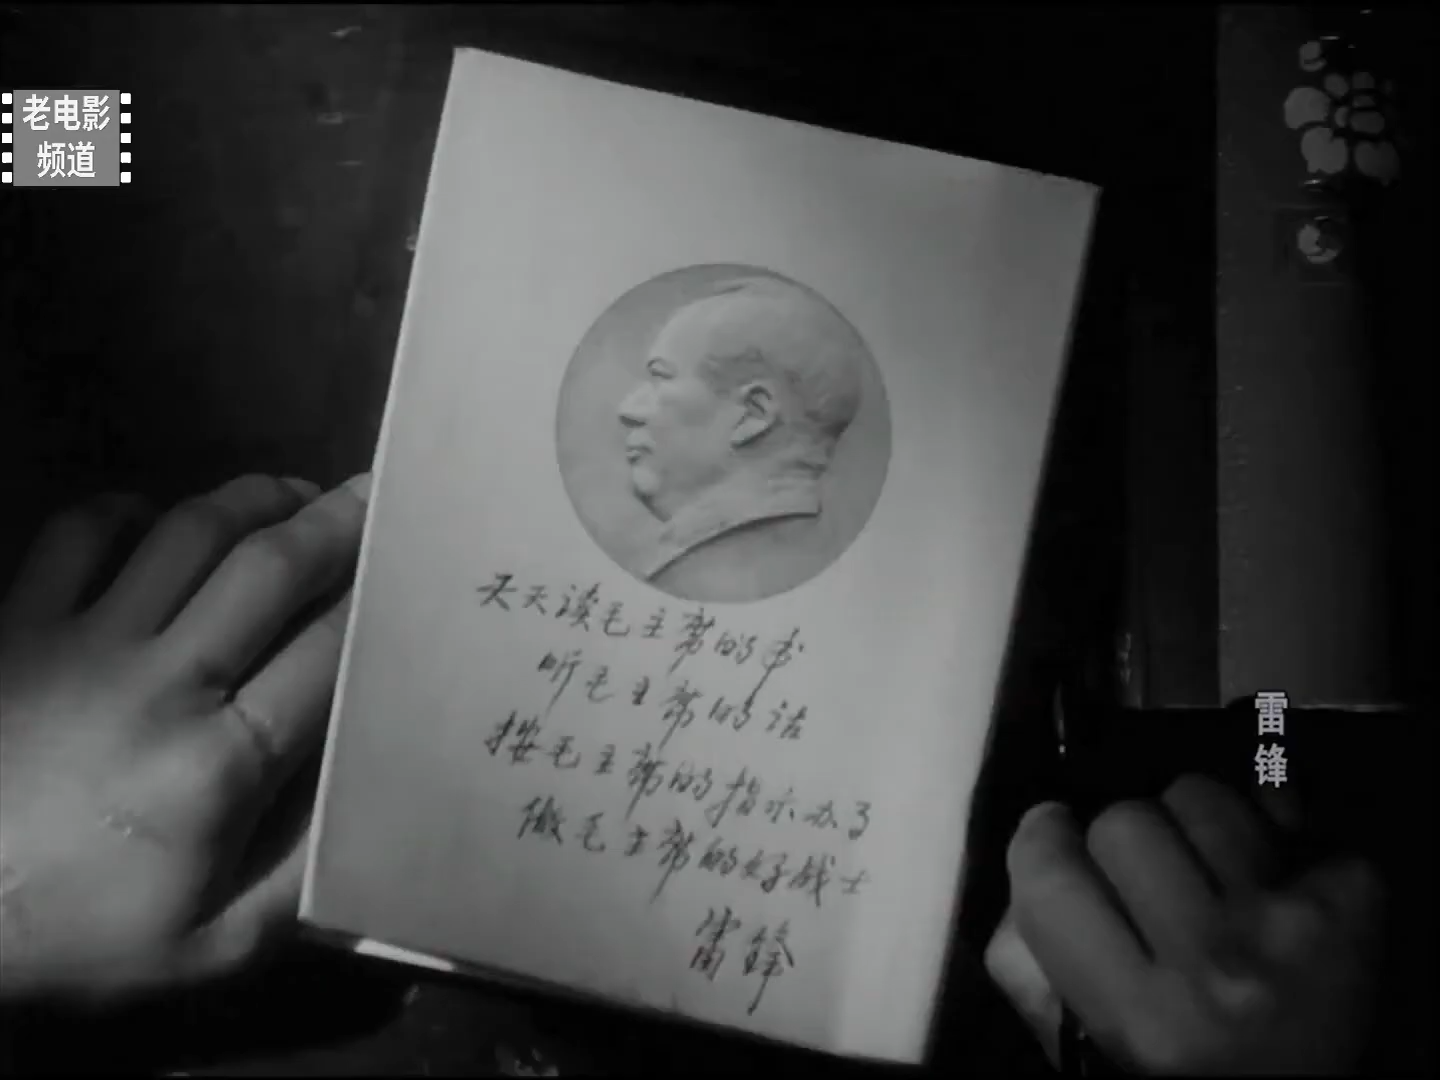 老电影
频道
天天读毛主席的书
听毛主席的话
按毛主席的指示办了
做毛主席的好战士
雷锋
雷锋